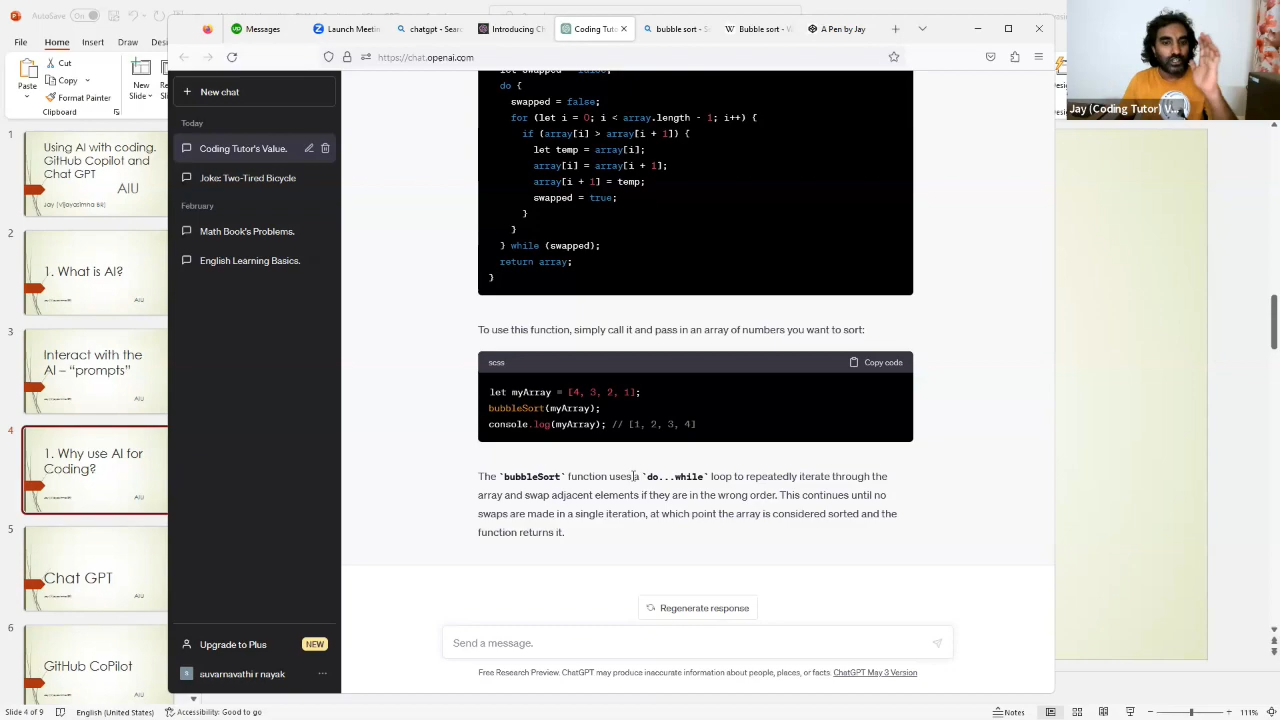 File
Home
Draw
Paste
Cut
Copy
Format Painter
Clipboard
New
Slide
Messages
Launch Meeting
chatgpt - Sear
Introducing Ch
Coding Tuto
bubble sort - S
Bubble sort -
A Pen by Jay
https://chat.openai.com
New chat
Today
Coding Tutor's Value.
Joke: Two-Tired Bicycle
February
Math Book's Problems.
English Learning Basics.
Upgrade to Plus NEW
suvarnavathi r nayak
1
Using AI with coding.
GitHub Copilot and
Chat GPT
AIU
2
1. What is AI?
AIU
3
Interact with the
AI – "prompts"
AIU
4
1. Why use AI for
Coding?
AIU
5
Chat GPT
AIU
6
GitHub CoPilot
let swapped = false;
do {
swapped = false;
for (let i = 0; i < array.length - 1; i++) {
if (array[i] > array[i + 1]) {
let temp = array[i];
array[i] = array[i + 1];
array[i + 1] = temp;
swapped = true;
}
}
} while (swapped);
return array;
}
To use this function, simply call it and pass in an array of numbers you want to sort:
scss
Copy code
let myArray = [4, 3, 2, 1];
bubbleSort(myArray);
console.log(myArray); // [1, 2, 3, 4]
The `bubbleSort` function uses a `do...while` loop to repeatedly iterate through the
array and swap adjacent elements if they are in the wrong order. This continues until no
swaps are made in a single iteration, at which point the array is considered sorted and the
function returns it.
Regenerate response
Send a message.
Free Research Preview. ChatGPT may produce inaccurate information about people, places, or facts. ChatGPT May 3 Version
Jay (Coding Tutor) V...
Slide 4 of 9
English (United States)
Accessibility: Good to go
Notes
111%